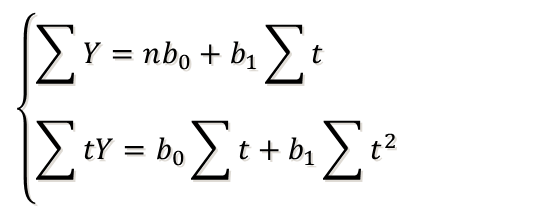 ∑ Y = nb₀ + b₁ ∑ t
∑ tY = b₀ ∑ t + b₁ ∑ t²